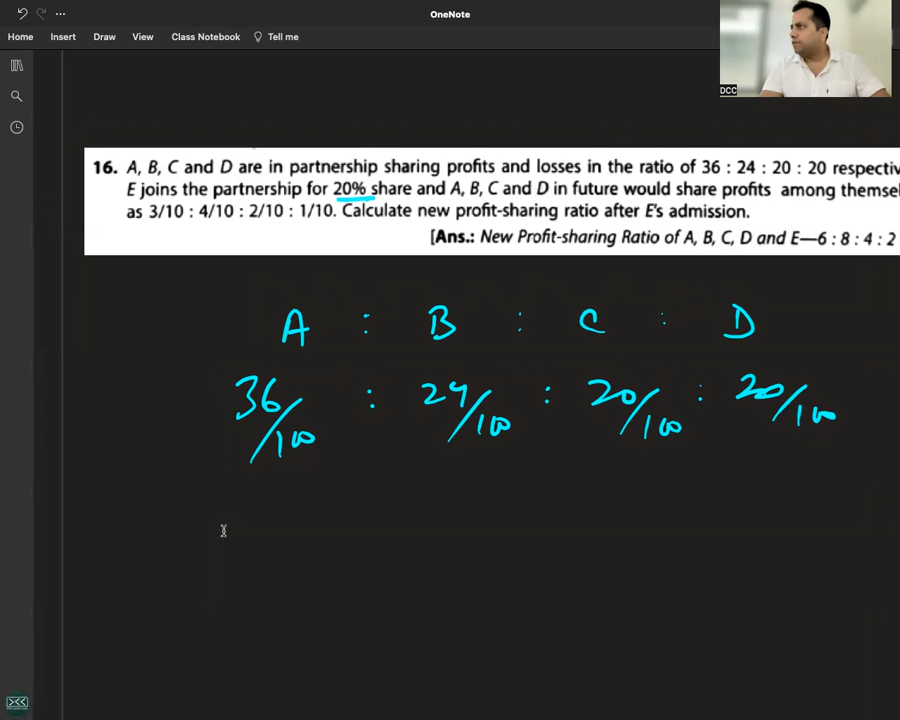 OneNote
Home Insert Draw View Class Notebook Tell me
DCC
16. A, B, C and D are in partnership sharing profits and losses in the ratio of 36 : 24 : 20 : 20
E joins the partnership for 20% share and A, B, C and D in future would share profits among
as 3/10 : 4/10 : 2/10 : 1/10. Calculate new profit-sharing ratio after E's admission.
[Ans.: New Profit-sharing Ratio of A, B, C, D and E—6 : 8 : 4 : 2
A : B : C : D
36/100 : 24/100 : 20/100 : 20/100